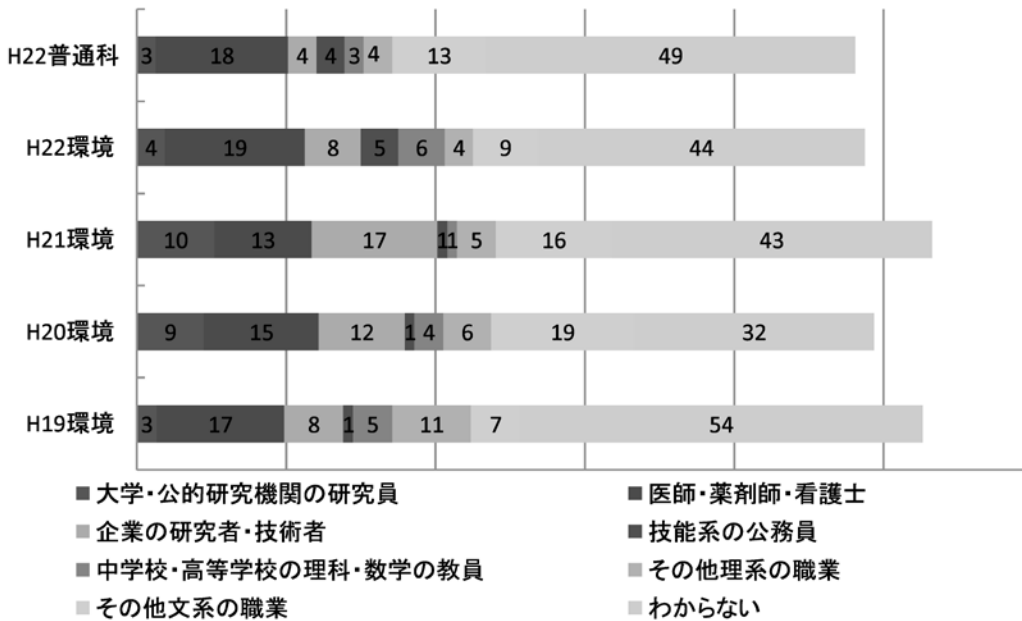 H22普通科 3 18 4 4 3 4 13 49
H22環境 4 19 8 5 6 4 9 44
H21環境 10 13 17 1 1 5 16 43
H20環境 9 15 12 1 4 6 19 32
H19環境 3 17 8 1 5 11 7 54
■大学・公的研究機関の研究員 ■医師・薬剤師・看護士
■企業の研究者・技術者 ■技能系の公務員
■中学校・高等学校の理科・数学の教員 ■その他理系の職業
■その他文系の職業 ■わからない